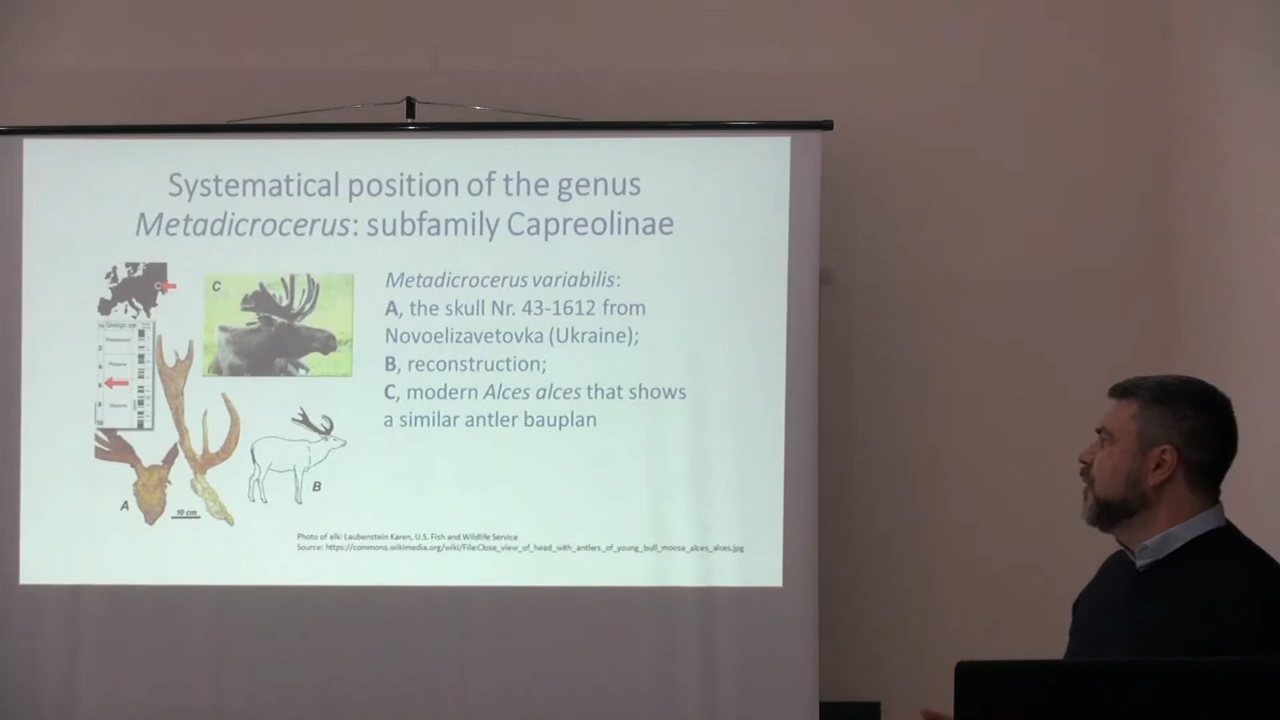 Systematical position of the genus
Metadicrocerus: subfamily Capreolinae
C
Metadicrocerus variabilis:
A, the skull Nr. 43-1612 from
Novoelizavetovka (Ukraine);
B, reconstruction;
C, modern Alces alces that shows
a similar antler bauplan
A
10 cm
B
Photo of elk: Laubenstein Karen, U.S. Fish and Wildlife Service
Source: https://commons.wikimedia.org/wiki/File:Close_view_of_head_with_antlers_of_young_bull_moose_alces_alces.jpg